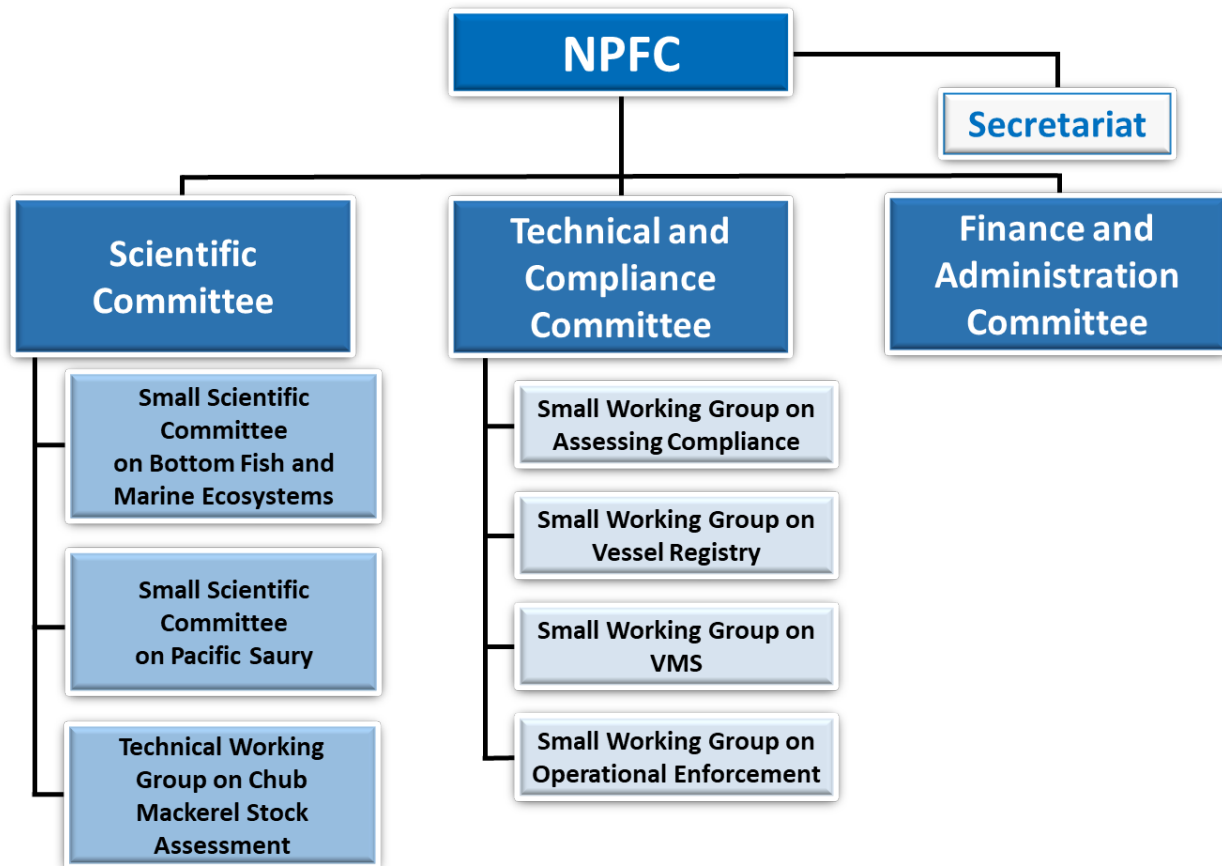 NPFC
Secretariat
Scientific
Committee
Technical and
Compliance
Committee
Finance and
Administration
Committee
Small Scientific
Committee
on Bottom Fish and
Marine Ecosystems
Small Scientific
Committee
on Pacific Saury
Technical Working
Group on Chub
Mackerel Stock
Assessment
Small Working Group on
Assessing Compliance
Small Working Group on
Vessel Registry
Small Working Group on
VMS
Small Working Group on
Operational Enforcement